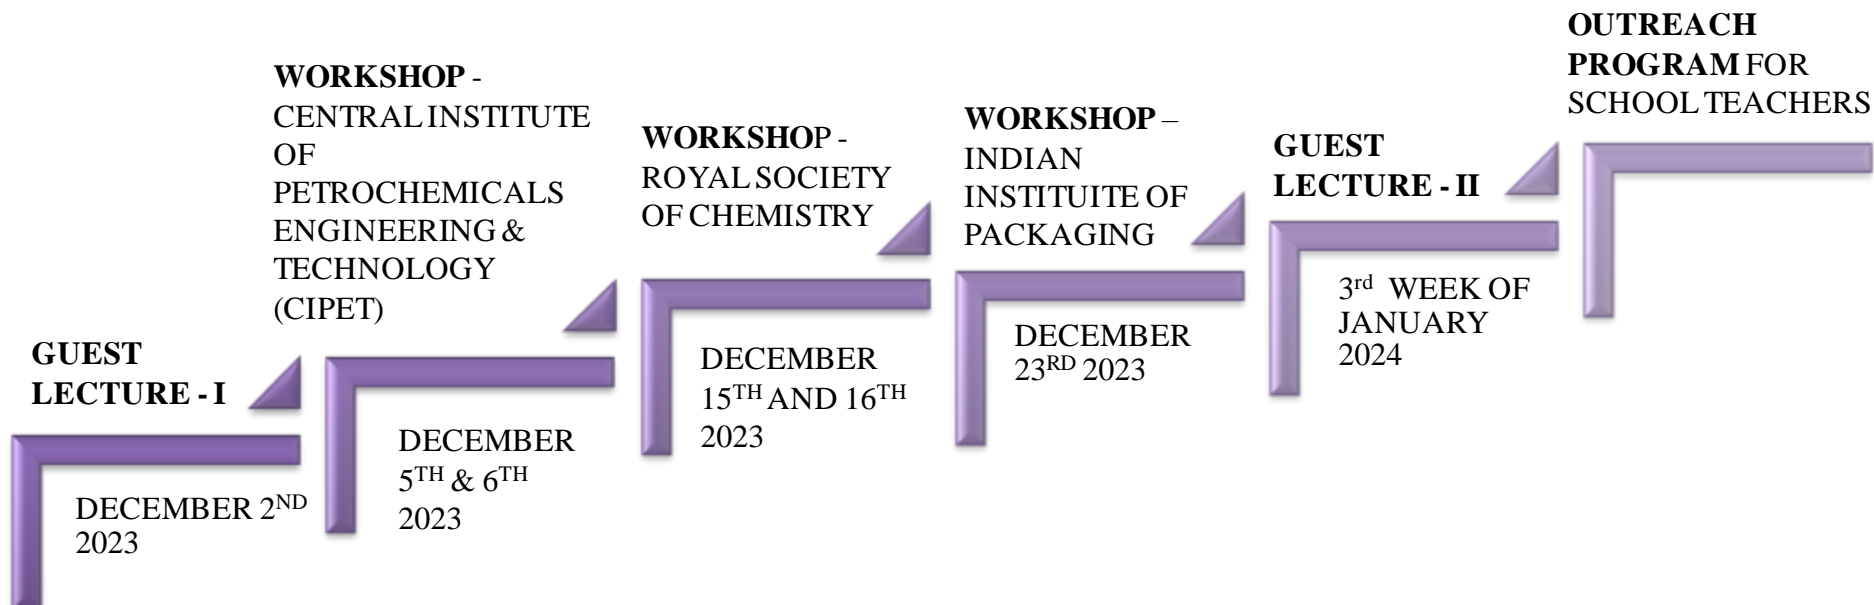 GUEST
LECTURE - I
DECEMBER 2ND
2023
WORKSHOP -
CENTRAL INSTITUTE
OF
PETROCHEMICALS
ENGINEERING &
TECHNOLOGY
(CIPET)
DECEMBER
5TH & 6TH
2023
WORKSHOP -
ROYAL SOCIETY
OF CHEMISTRY
DECEMBER
15TH AND 16TH
2023
WORKSHOP –
INDIAN
INSTITUITE OF
PACKAGING
DECEMBER
23RD 2023
GUEST
LECTURE - II
3rd WEEK OF
JANUARY
2024
OUTREACH
PROGRAM FOR
SCHOOL TEACHERS